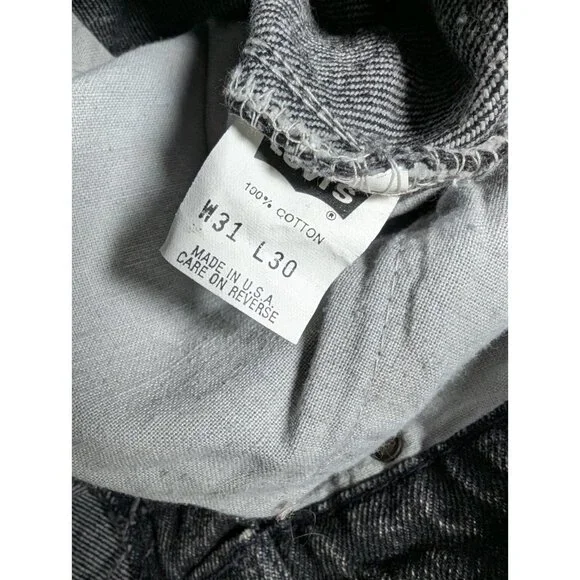 Levi's
®
100% COTTON
W31 L30
MADE IN U.S.A.
CARE ON REVERSE